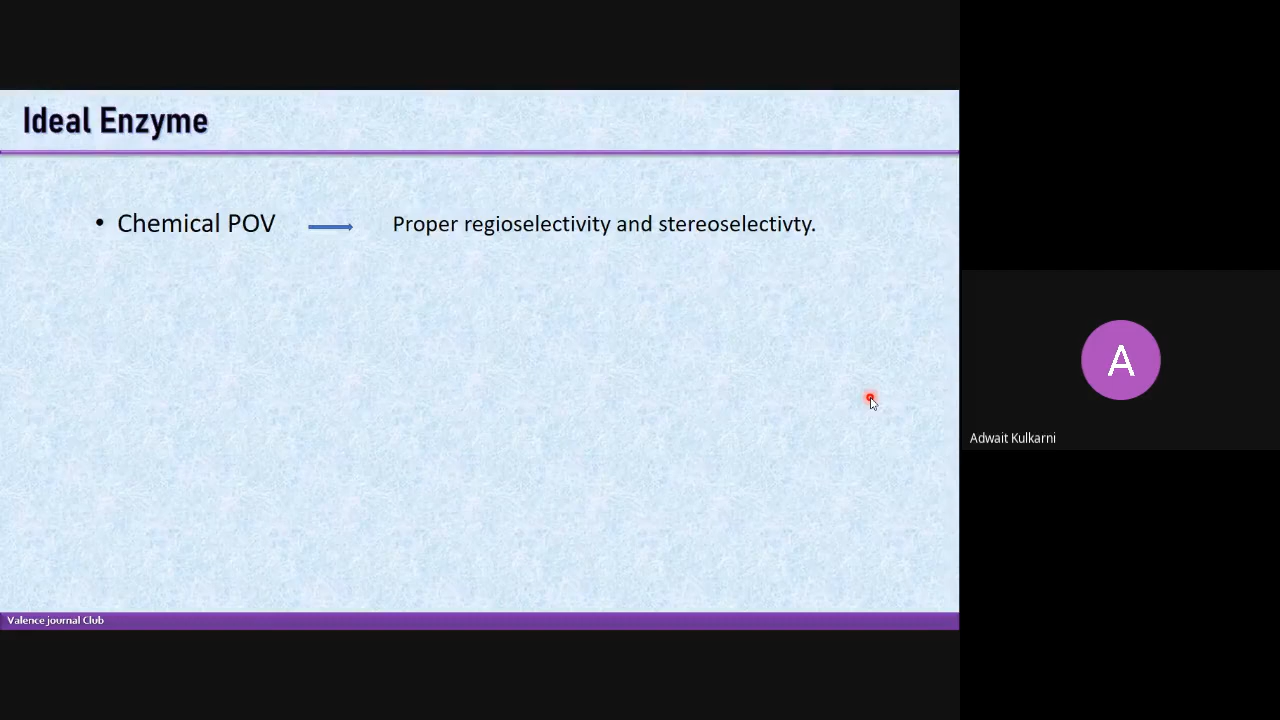 Ideal Enzyme
• Chemical POV Proper regioselectivity and stereoselectivty.
A
Adwait Kulkarni
Valence journal Club